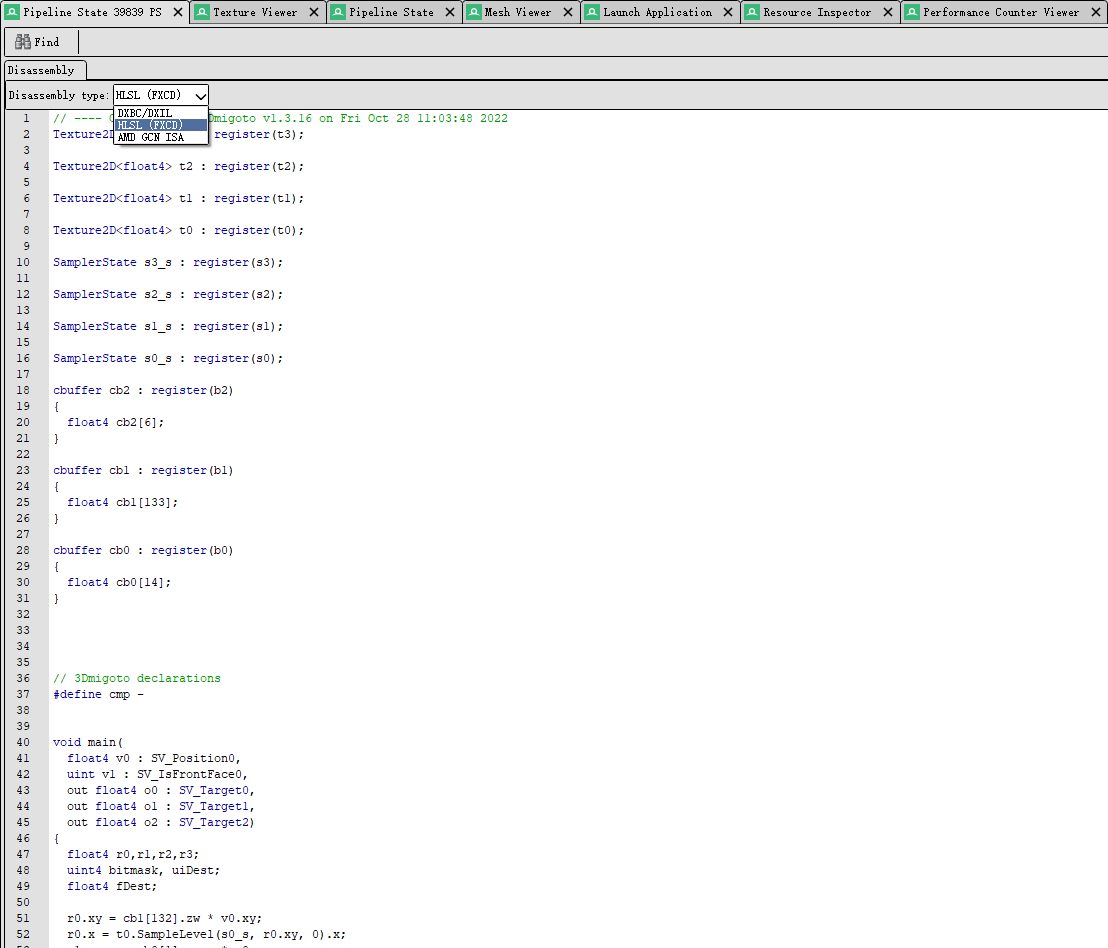 Pipeline State 39839 PS Texture Viewer Pipeline State Mesh Viewer Launch Application Resource Inspector Performance Counter Viewer
Find
Disassembly
Disassembly type: HLSL (FXCD)
DXBC/DXIL
HLSL (FXCD)
AMD GCN ISA
1 // ---- Dmigoto v1.3.16 on Fri Oct 28 11:03:48 2022
2 Texture2D register(t3);
3
4 Texture2D<float4> t2 : register(t2);
5
6 Texture2D<float4> t1 : register(t1);
7
8 Texture2D<float4> t0 : register(t0);
9
10 SamplerState s3_s : register(s3);
11
12 SamplerState s2_s : register(s2);
13
14 SamplerState s1_s : register(s1);
15
16 SamplerState s0_s : register(s0);
17
18 cbuffer cb2 : register(b2)
19 {
20 float4 cb2[6];
21 }
22
23 cbuffer cb1 : register(b1)
24 {
25 float4 cb1[133];
26 }
27
28 cbuffer cb0 : register(b0)
29 {
30 float4 cb0[14];
31 }
32
33
34
35
36 // 3Dmigoto declarations
37 #define cmp -
38
39
40 void main(
41 float4 v0 : SV_Position0,
42 uint v1 : SV_IsFrontFace0,
43 out float4 o0 : SV_Target0,
44 out float4 o1 : SV_Target1,
45 out float4 o2 : SV_Target2)
46 {
47 float4 r0,r1,r2,r3;
48 uint4 bitmask, uiDest;
49 float4 fDest;
50
51 r0.xy = cb1[132].zw * v0.xy;
52 r0.x = t0.SampleLevel(s0_s, r0.xy, 0).x;